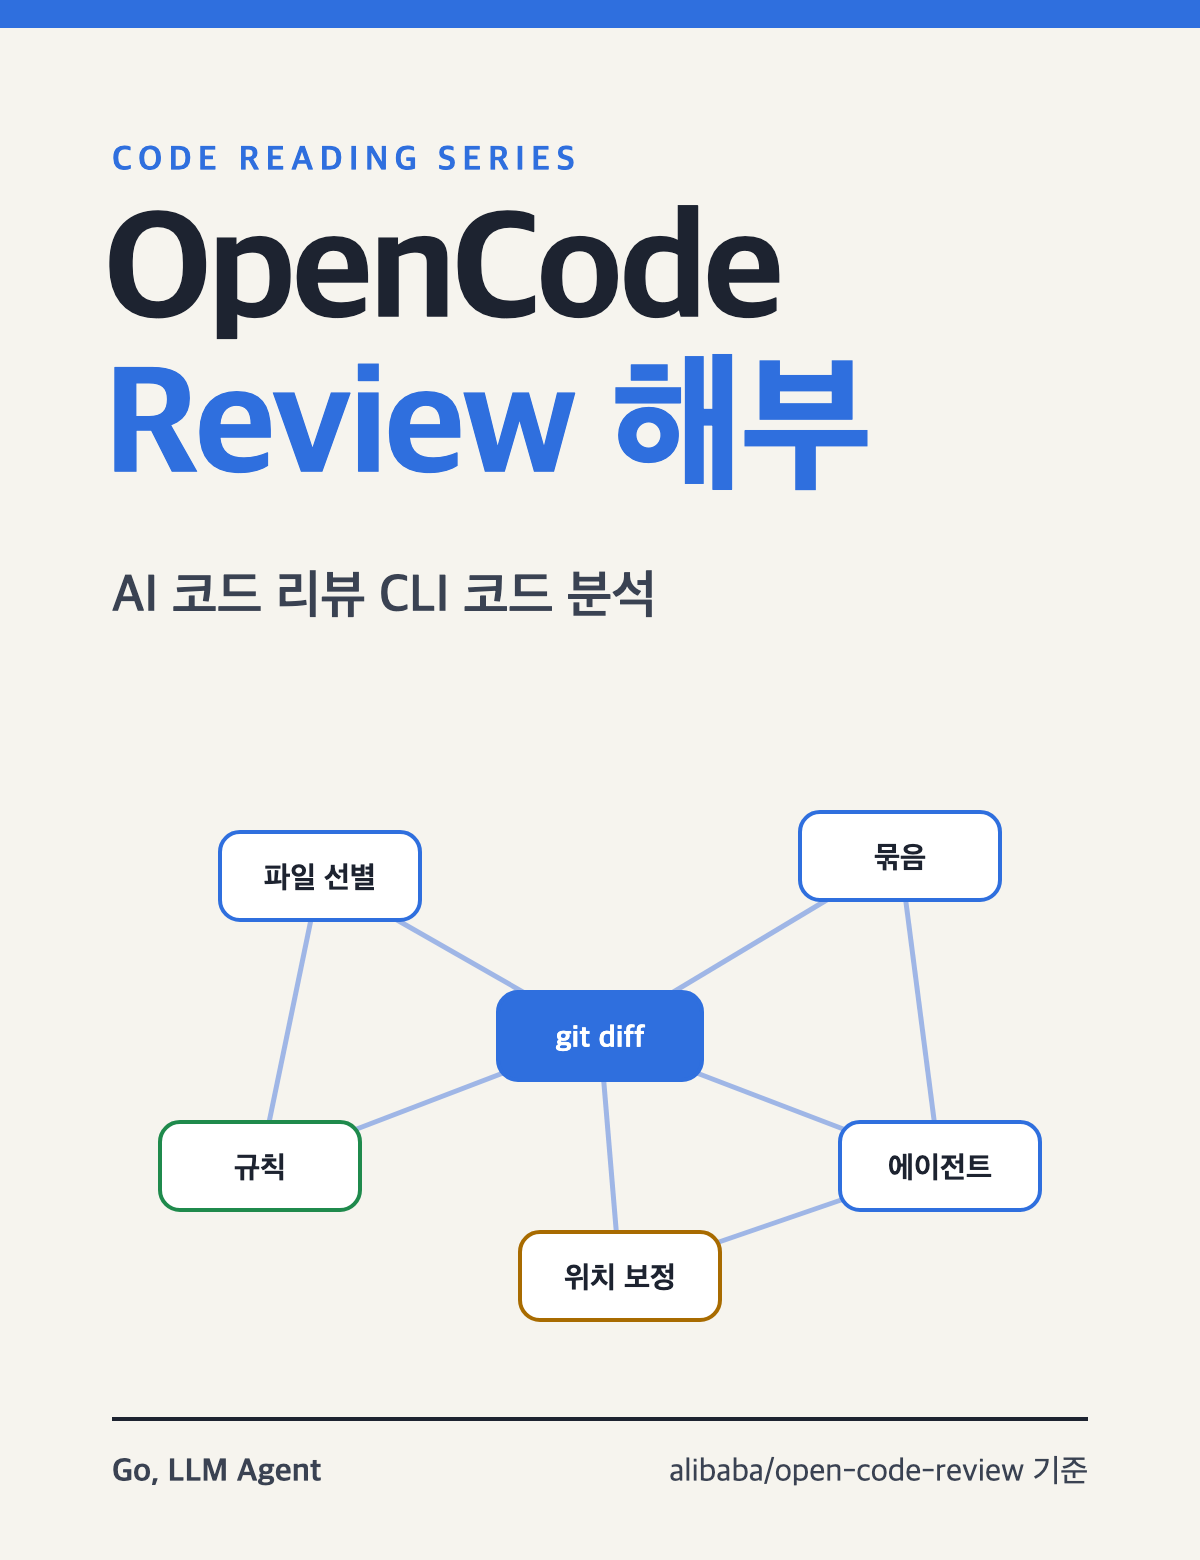 CODE READING SERIES
OpenCode
Review 해부
AI 코드 리뷰 CLI 코드 분석
파일 선별
묶음
git diff
규칙
에이전트
위치 보정
Go, LLM Agent
alibaba/open-code-review 기준